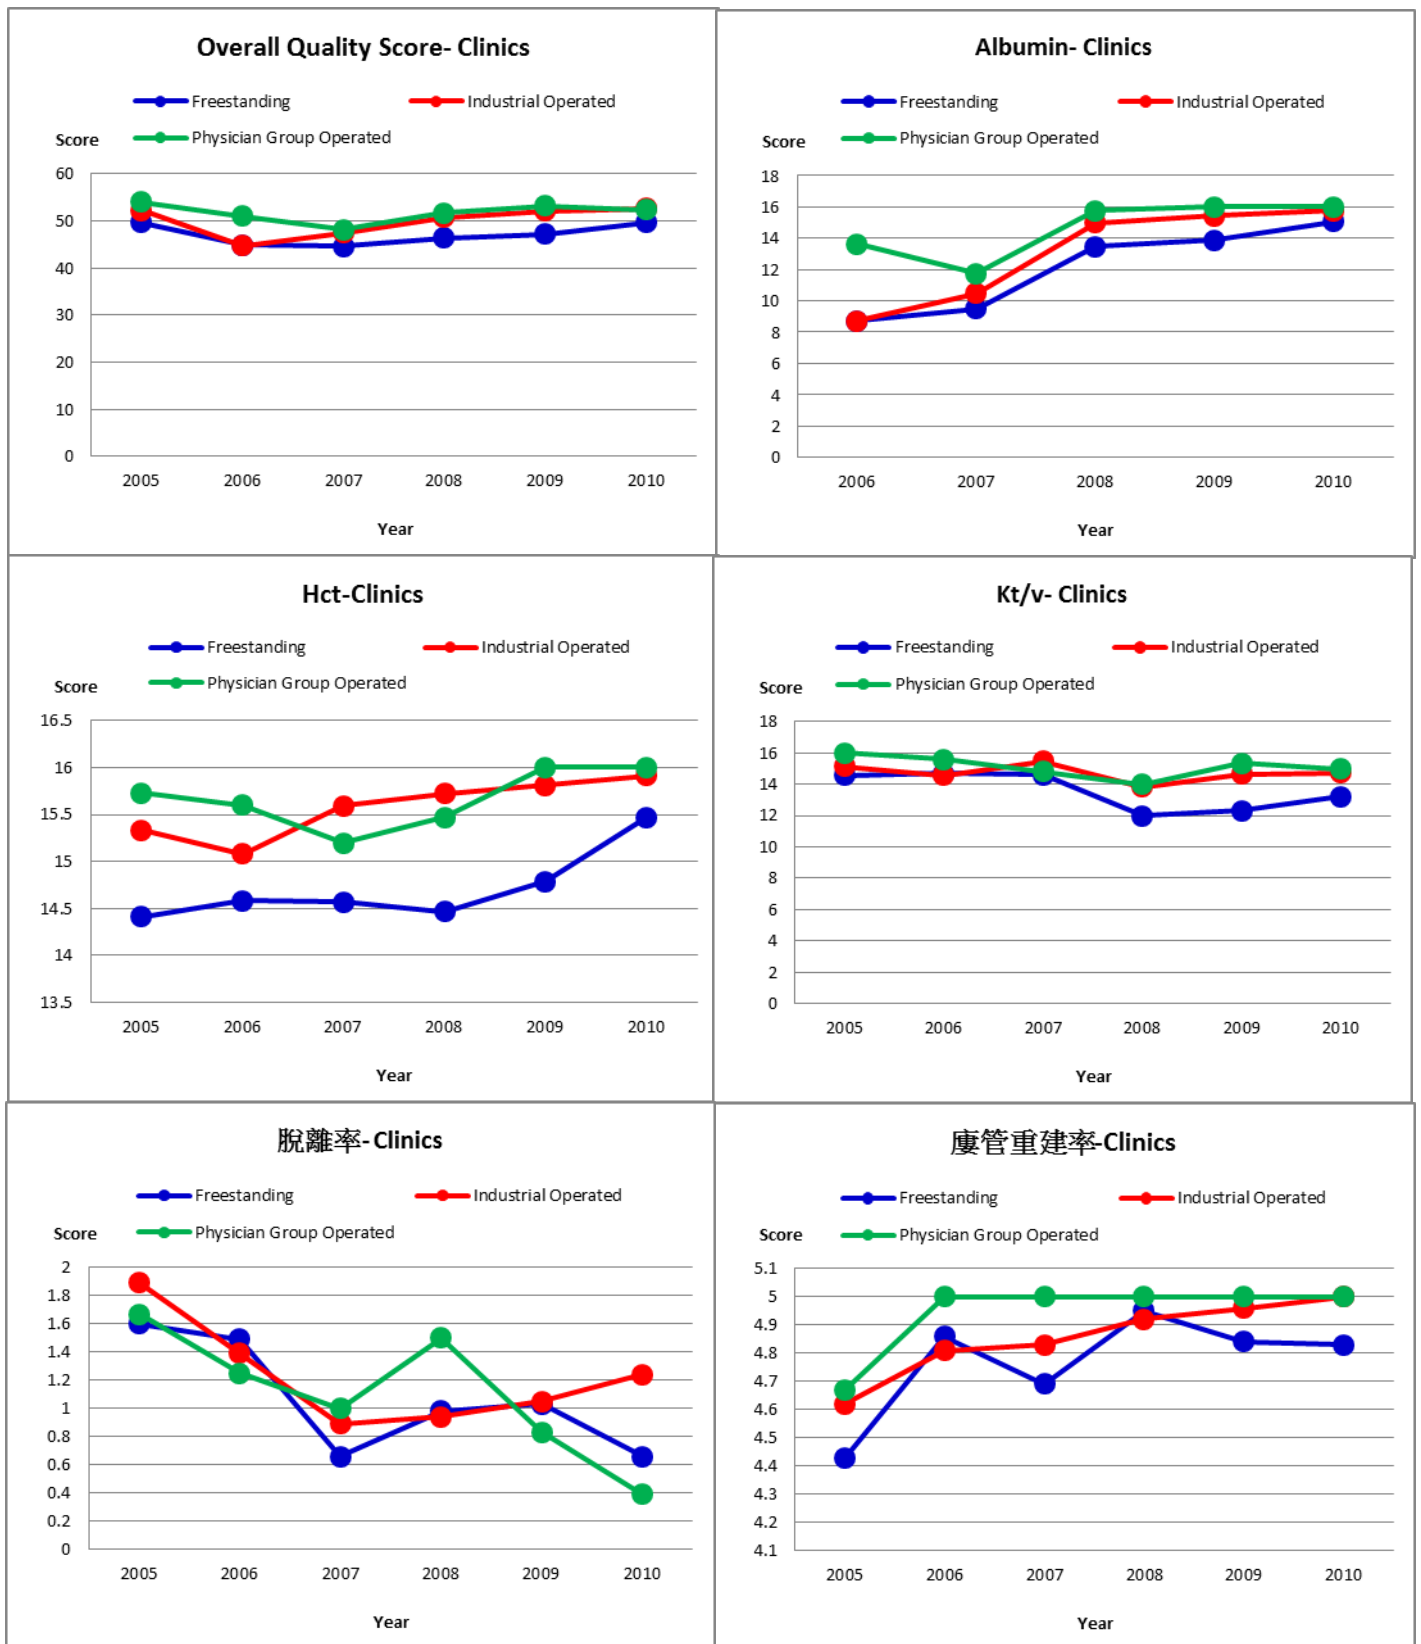 Overall Quality Score- Clinics
Freestanding
Industrial Operated
Physician Group Operated
Score
60
50
40
30
20
10
0
2005 2006 2007 2008 2009 2010
Year
Albumin- Clinics
Freestanding
Industrial Operated
Physician Group Operated
Score
18
16
14
12
10
8
6
4
2
0
2006 2007 2008 2009 2010
Year
Hct-Clinics
Freestanding
Industrial Operated
Physician Group Operated
Score
16.5
16
15.5
15
14.5
14
13.5
2005 2006 2007 2008 2009 2010
Year
Kt/v- Clinics
Freestanding
Industrial Operated
Physician Group Operated
Score
18
16
14
12
10
8
6
4
2
0
2005 2006 2007 2008 2009 2010
Year
脫離率-Clinics
Freestanding
Industrial Operated
Physician Group Operated
Score
2
1.8
1.6
1.4
1.2
1
0.8
0.6
0.4
0.2
0
2005 2006 2007 2008 2009 2010
Year
廔管重建率-Clinics
Freestanding
Industrial Operated
Physician Group Operated
Score
5.1
5
4.9
4.8
4.7
4.6
4.5
4.4
4.3
4.2
4.1
2005 2006 2007 2008 2009 2010
Year